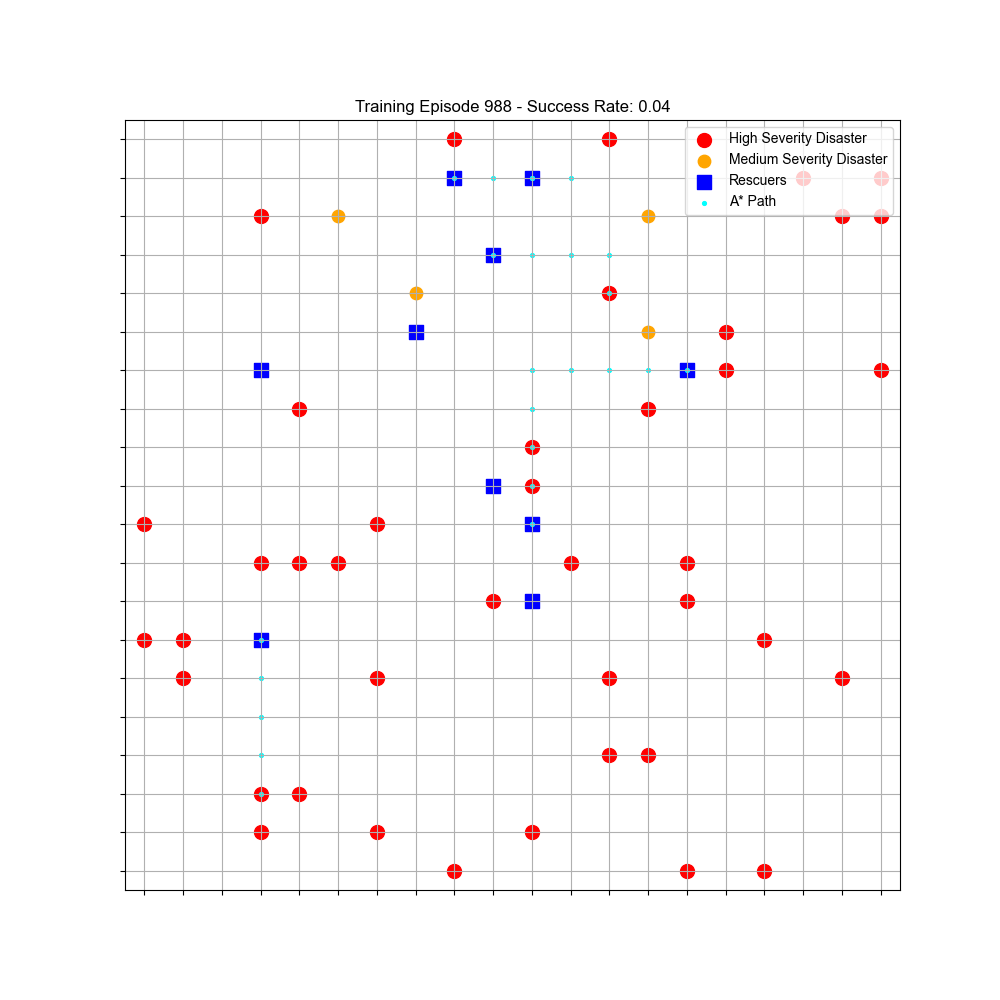 Training Episode 988 - Success Rate: 0.04
High Severity Disaster
Medium Severity Disaster
Rescuers
A* Path